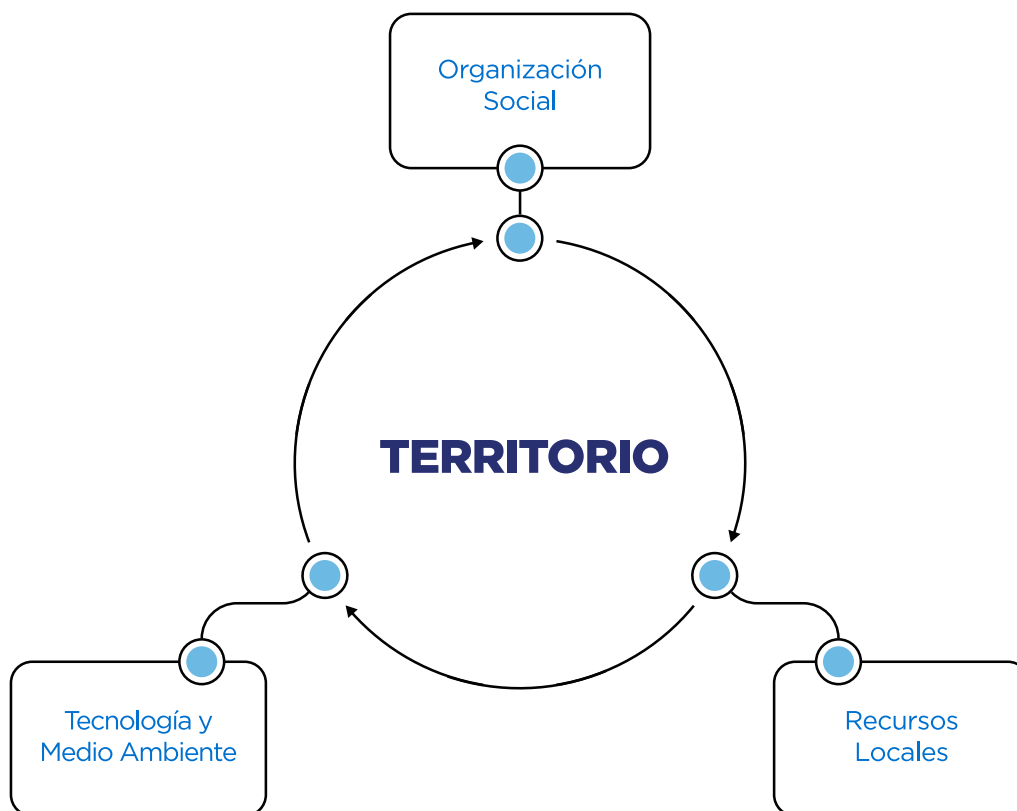 Organización
Social
TERRITORIO
Tecnología y
Medio Ambiente
Recursos
Locales